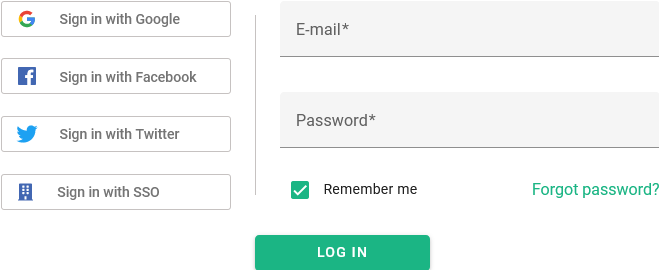 Sign in with Google
Sign in with Facebook
Sign in with Twitter
Sign in with SSO
E-mail*
Password*
Remember me
Forgot password?
LOG IN